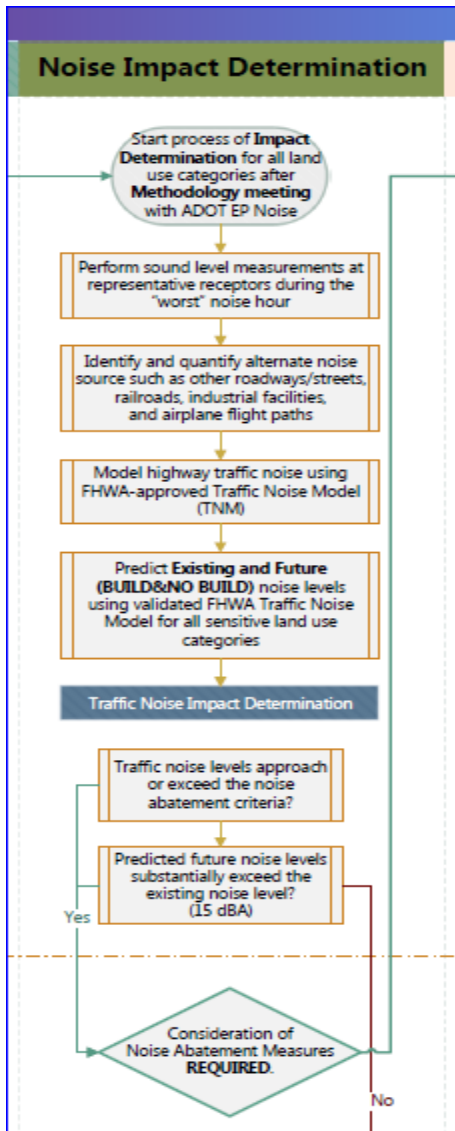 Noise Impact Determination
Start process of Impact
Determination for all land
use categories after
Methodology meeting
with ADOT EP Noise
Perform sound level measurements at
representative receptors during the
"worst" noise hour
Identify and quantify alternate noise
source such as other roadways/streets,
railroads, industrial facilities,
and airplane flight paths
Model highway traffic noise using
FHWA-approved Traffic Noise Model
(TNM)
Predict Existing and Future
(BUILD&NO BUILD) noise levels
using validated FHWA Traffic Noise
Model for all sensitive land use
categories
Traffic Noise Impact Determination
Traffic noise levels approach
or exceed the noise
abatement criteria?
Predicted future noise levels
substantially exceed the
existing noise level?
(15 dBA)
Yes
Consideration of
Noise Abatement Measures
REQUIRED.
No